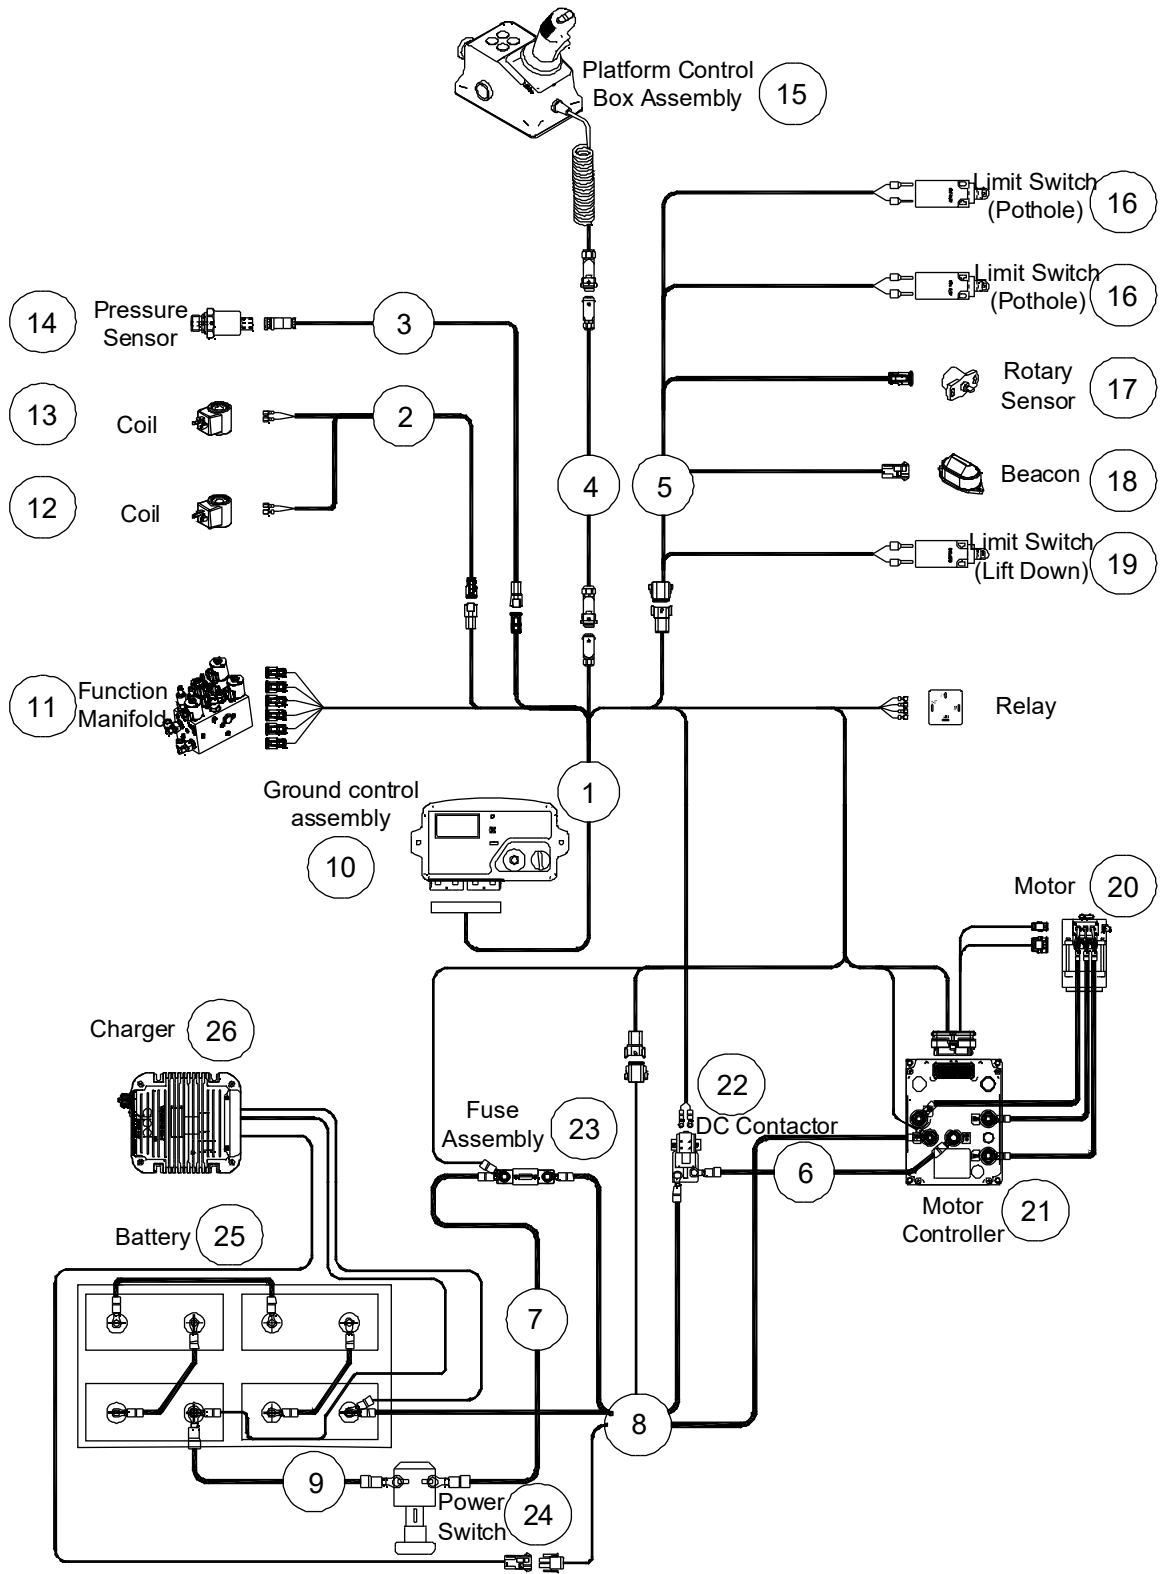 Platform Control
Box Assembly
15
Limit Switch
(Pothole)
16
Limit Switch
(Pothole)
16
14
Pressure
Sensor
3
Rotary
Sensor
17
13
Coil
2
4
5
Beacon
18
12
Coil
Limit Switch
(Lift Down)
19
11
Function
Manifold
Relay
Ground control
assembly
1
10
Motor
20
Charger
26
22
DC Contactor
Fuse
Assembly
23
6
Motor
Controller
21
Battery
25
7
8
9
Power
Switch
24